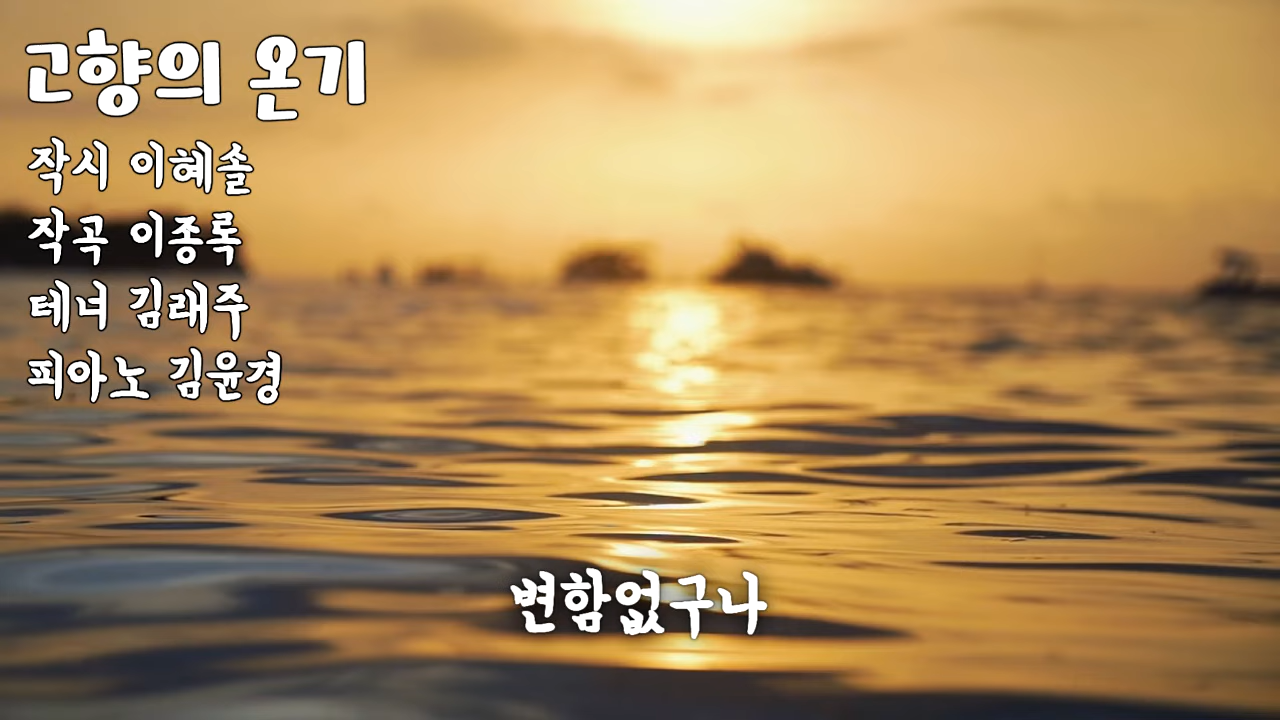 고향의 온기
작시 이혜솔
작곡 이종록
테너 김래주
피아노 김윤경
변함없구나